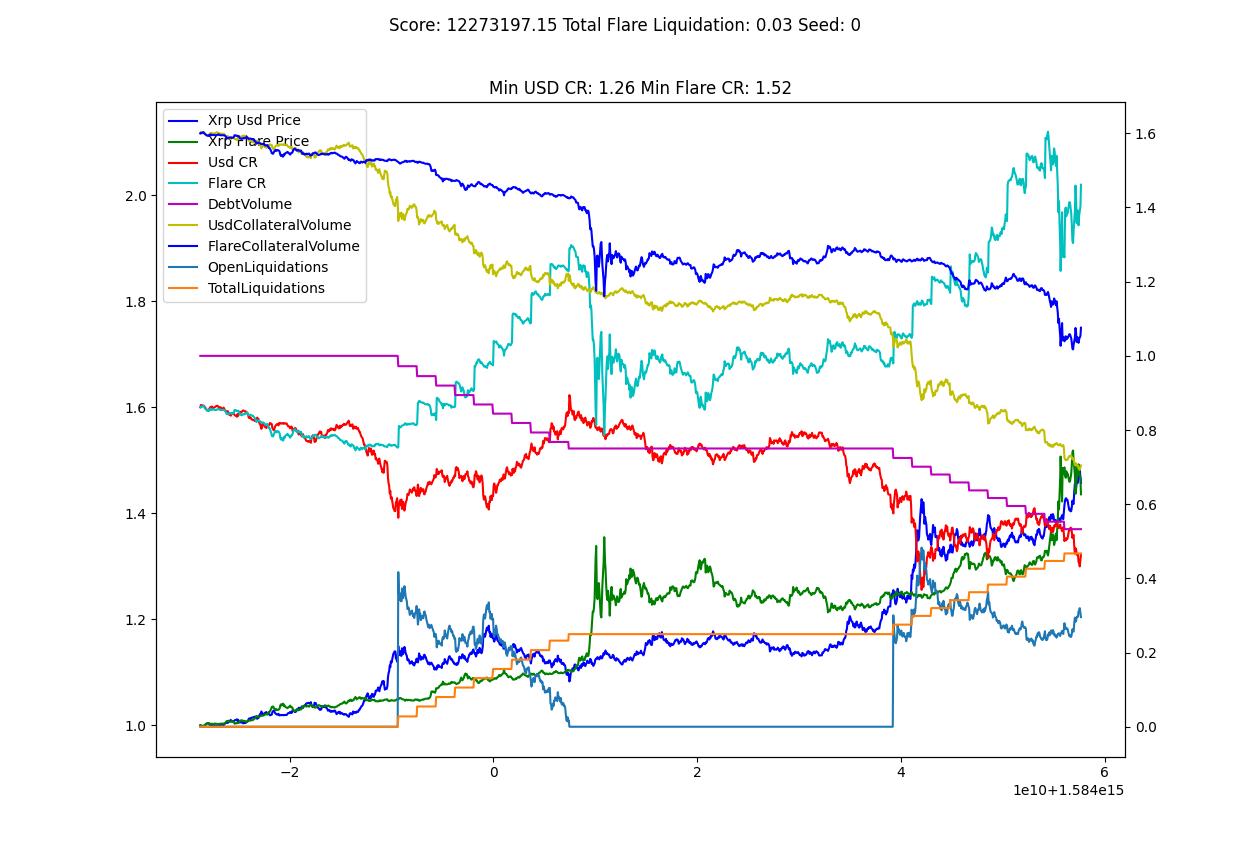 Score: 12273197.15 Total Flare Liquidation: 0.03 Seed: 0
Min USD CR: 1.26 Min Flare CR: 1.52
Xrp Usd Price
Xrp Flare Price
Usd CR
Flare CR
DebtVolume
UsdCollateralVolume
FlareCollateralVolume
OpenLiquidations
TotalLiquidations
2.0
1.8
1.6
1.4
1.2
1.0
1.6
1.4
1.2
1.0
0.8
0.6
0.4
0.2
0.0
−2 0 2 4 6
1e10+1.584e15